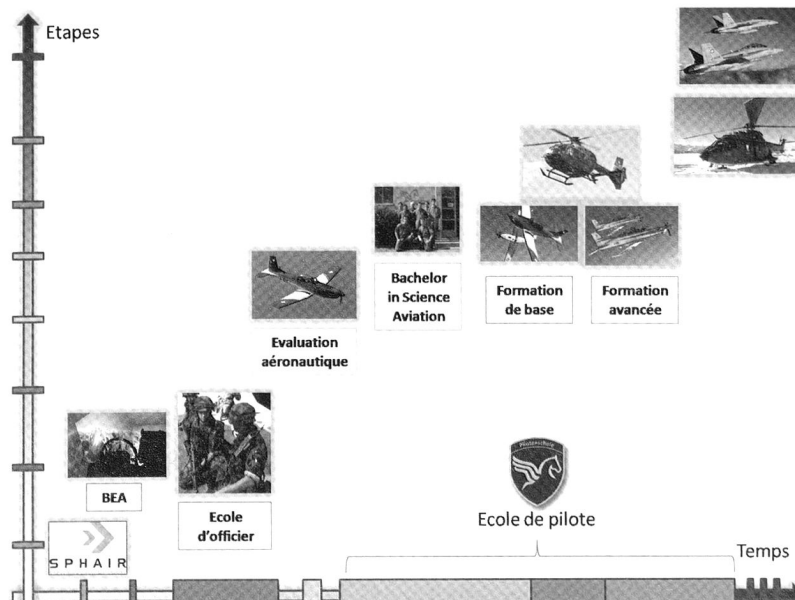 Etapes
Bachelor
in Science
Aviation
Formation
de base
Formation
avancée
Evaluation
aéronautique
BEA
Ecole
d'officier
Pilotenschule
Ecole de pilote
SPHAIR
Temps